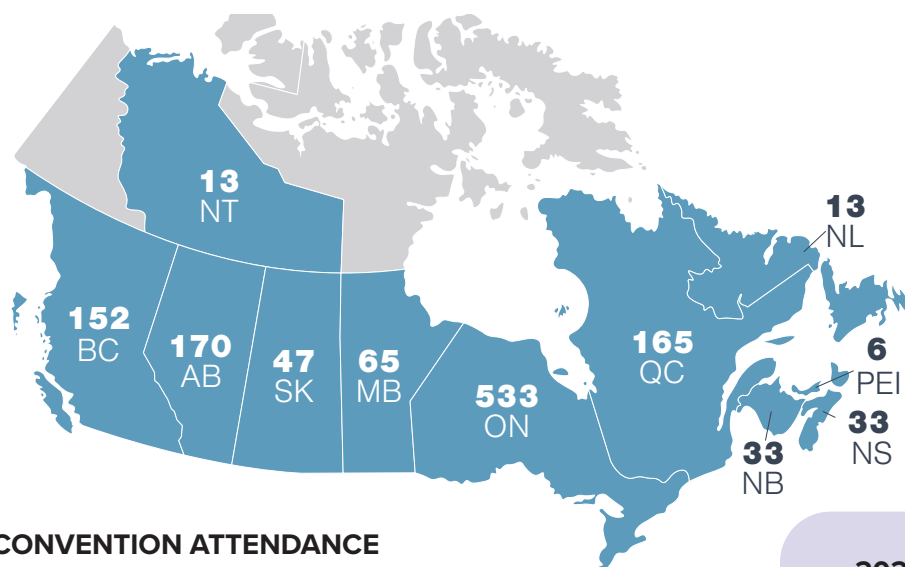 13
NT
13
NL
152
BC
170
AB
47
SK
65
MB
533
ON
165
QC
6
PEI
33
NS
33
NB
CONVENTION ATTENDANCE